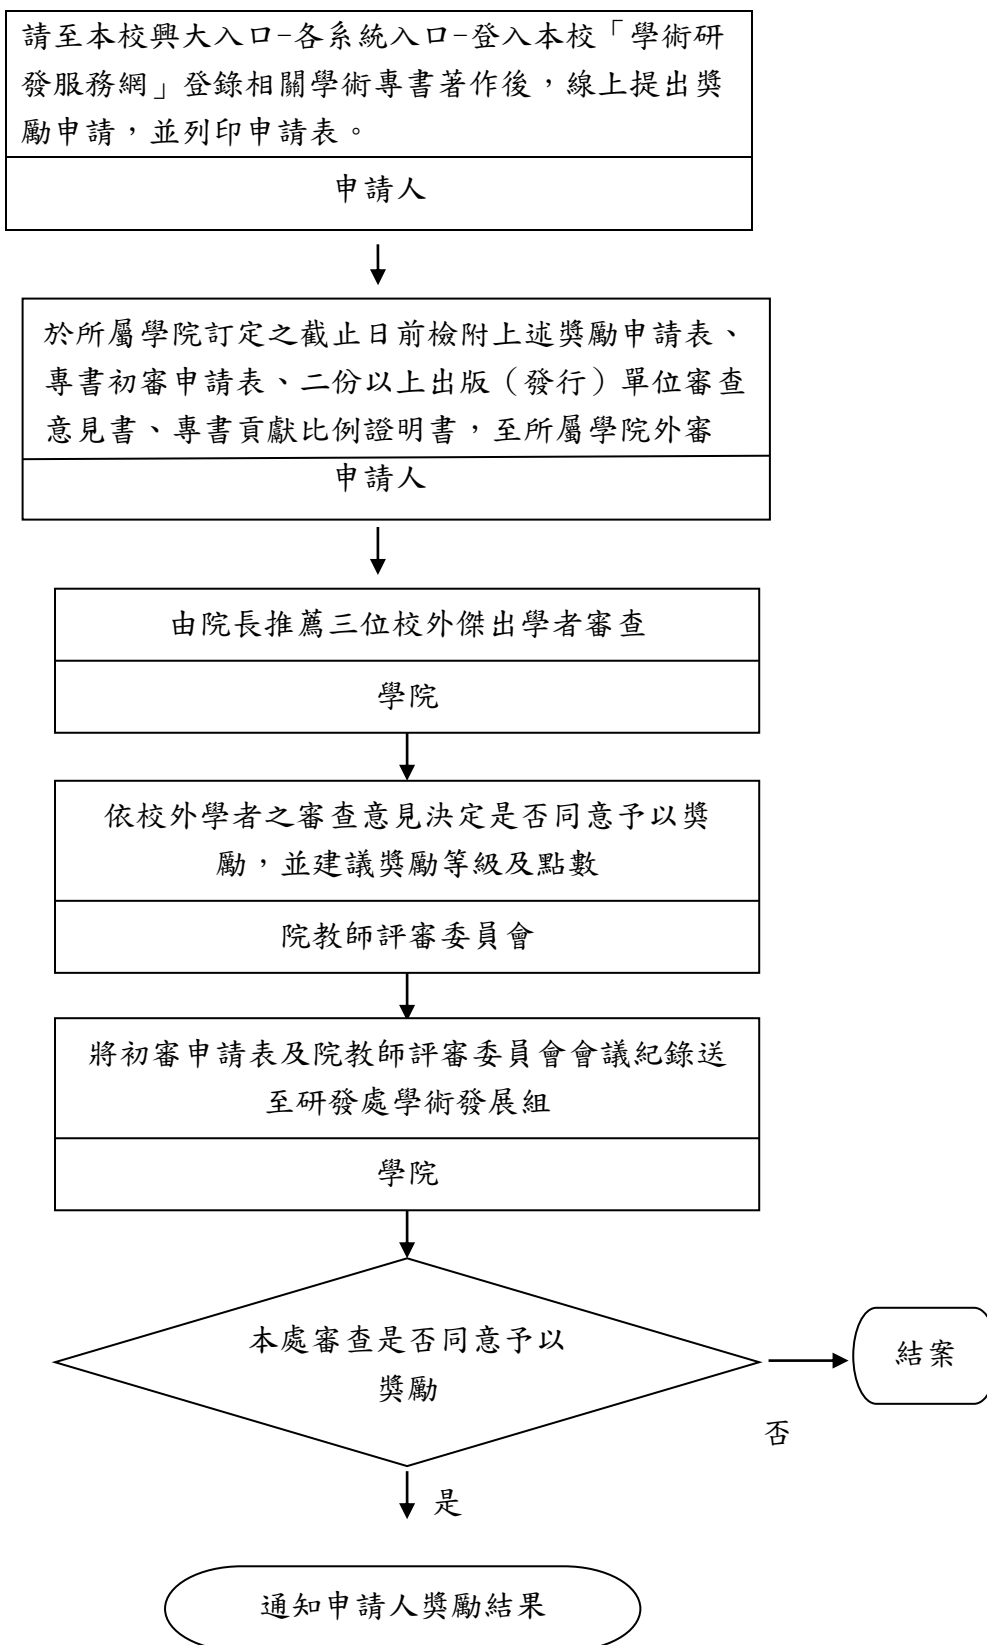 請至本校興大入口-各系統入口-登入本校「學術研
發服務網」登錄相關學術專書著作後，線上提出獎
勵申請，並列印申請表。
申請人
於所屬學院訂定之截止日前檢附上述獎勵申請表、
專書初審申請表、二份以上出版（發行）單位審查
意見書、專書貢獻比例證明書，至所屬學院外審
申請人
由院長推薦三位校外傑出學者審查
學院
依校外學者之審查意見決定是否同意予以獎
勵，並建議獎勵等級及點數
院教師評審委員會
將初審申請表及院教師評審委員會會議紀錄送
至研發處學術發展組
學院
本處審查是否同意予以
獎勵
結案
否
是
通知申請人獎勵結果